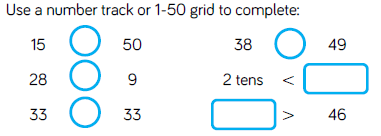 Use a number track or 1-50 grid to complete:
15 50 38 49
28 9 2 tens <
33 33 > 46